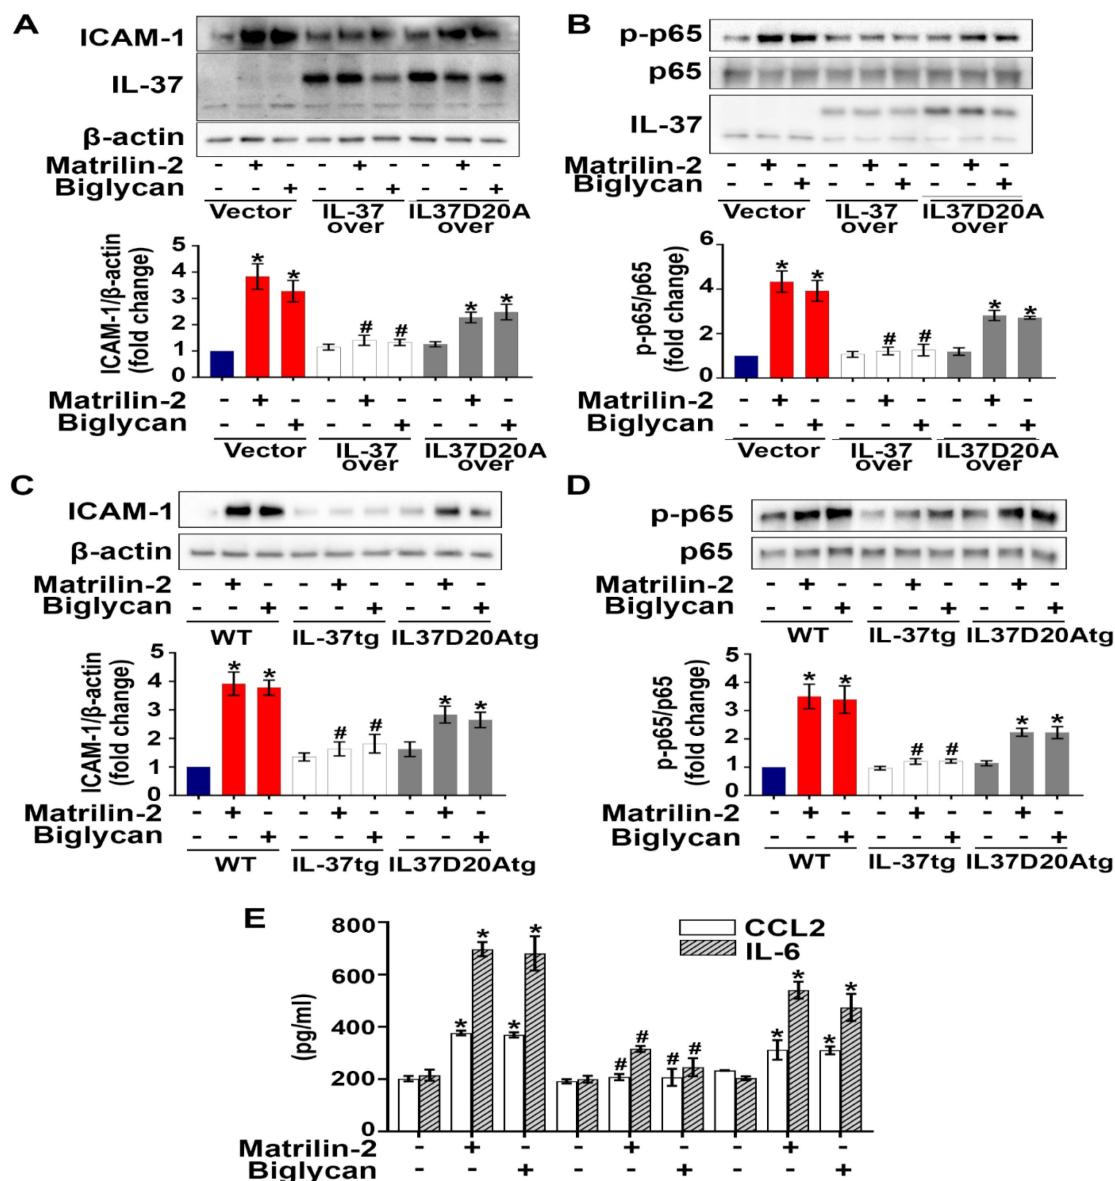 A
ICAM-1
IL-37
β-actin
Matrilin-2 - + - - + - - + -
Biglycan - - + - - + - - +
Vector IL-37 over IL37D20A over
ICAM-1/β-actin
(fold change)
5
4
3
2
1
0
* * # # * *
Matrilin-2 - + - - + - - + -
Biglycan - - + - - + - - +
Vector IL-37 over IL37D20A over
B
p-p65
p65
IL-37
Matrilin-2 - + - - + - - + -
Biglycan - - + - - + - - +
Vector IL-37 over IL37D20A over
p-p65/p65
(fold change)
6
4
2
0
* * # # * *
Matrilin-2 - + - - + - - + -
Biglycan - - + - - + - - +
Vector IL-37 over IL37D20A over
C
ICAM-1
β-actin
Matrilin-2 - + - - + - - + -
Biglycan - - + - - + - - +
WT IL-37tg IL37D20Atg
ICAM-1/β-actin
(fold change)
5
4
3
2
1
0
* * # # * *
Matrilin-2 - + - - + - - + -
Biglycan - - + - - + - - +
WT IL-37tg IL37D20Atg
D
p-p65
p65
Matrilin-2 - + - - + - - + -
Biglycan - - + - - + - - +
WT IL-37tg IL37D20Atg
p-p65/p65
(fold change)
5
4
3
2
1
0
* * # # * *
Matrilin-2 - + - - + - - + -
Biglycan - - + - - + - - +
WT IL-37tg IL37D20Atg
E
CCL2
IL-6
(pg/ml)
800
600
400
200
0
* * * * # # # # * * * *
Matrilin-2 - + - - + - - + -
Biglycan - - + - - + - - +